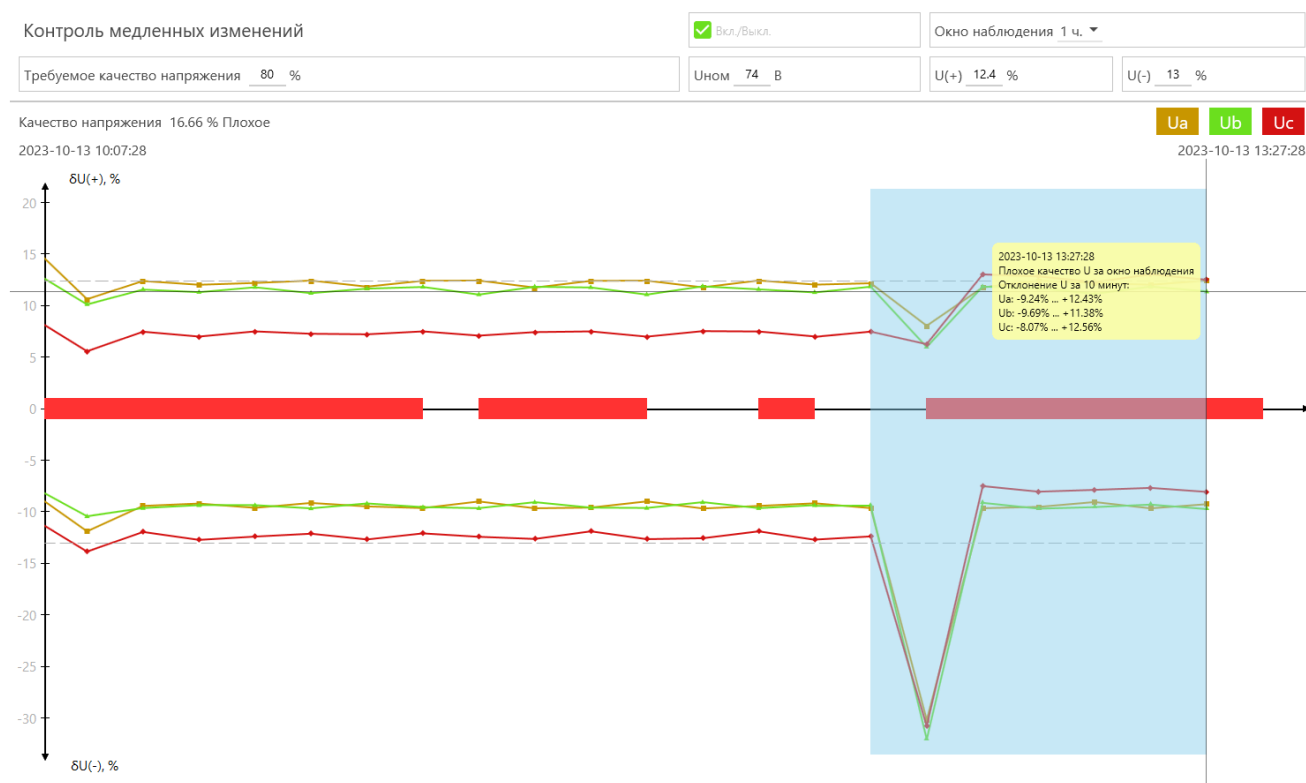 Контроль медленных изменений
Вкл./Выкл.
Окно наблюдения 1 ч.
Требуемое качество напряжения 80 %
Uном 74 В
U(+) 12.4 %
U(-) 13 %
Качество напряжения 16.66 % Плохое
Ua Ub Uc
2023-10-13 10:07:28
2023-10-13 13:27:28
δU(+), %
20
15
2023-10-13 13:27:28
Плохое качество U за окно наблюдения
Отклонение U за 10 минут:
Ua: -9.24% ... +12.43%
Ub: -9.69% ... +11.38%
Uc: -8.07% ... +12.56%
10
5
0
-5
-10
-15
-20
-25
-30
δU(-), %